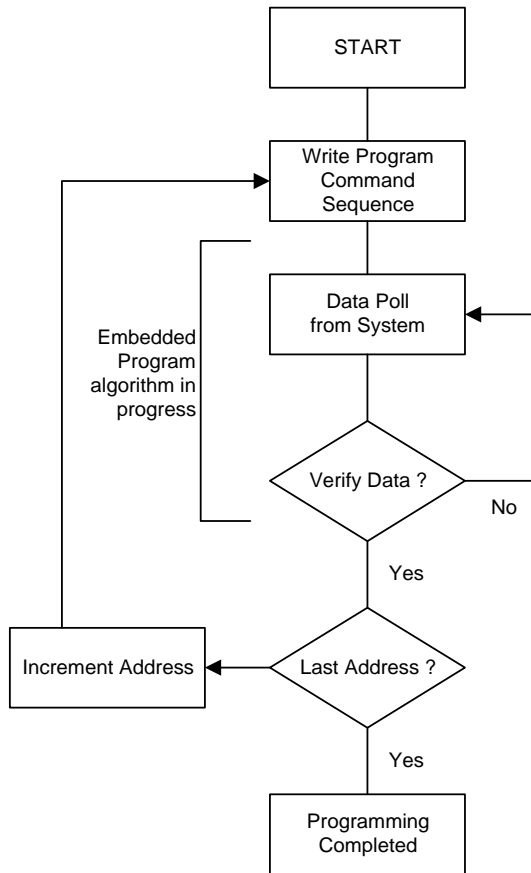 START
Write Program
Command
Sequence
Data Poll
from System
Embedded
Program
algorithm in
progress
Verify Data ?
No
Yes
Increment Address
Last Address ?
Yes
Programming
Completed